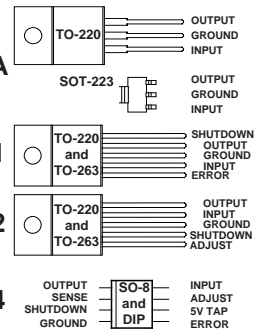 TO-220
OUTPUT
GROUND
INPUT
A
SOT-223
OUTPUT
GROUND
INPUT
TO-220
and
TO-263
SHUTDOWN
OUTPUT
GROUND
INPUT
ERROR
2
TO-220
and
TO-263
OUTPUT
INPUT
GROUND
SHUTDOWN
ADJUST
4
OUTPUT
SENSE
SHUTDOWN
GROUND
SO-8
and
DIP
INPUT
ADJUST
5V TAP
ERROR